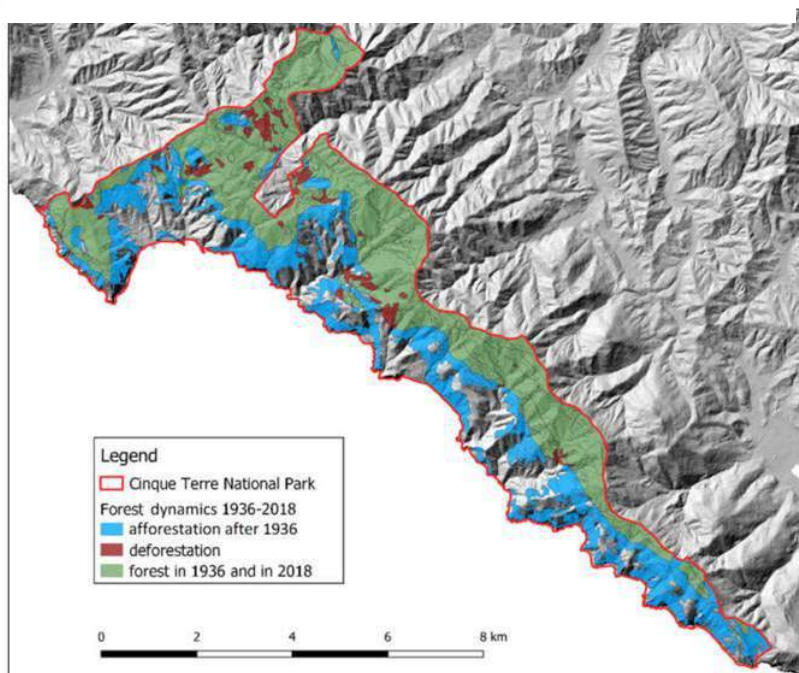 Legend
Cinque Terre National Park
Forest dynamics 1936-2018
afforestation after 1936
deforestation
forest in 1936 and in 2018
0 2 4 6 8 km